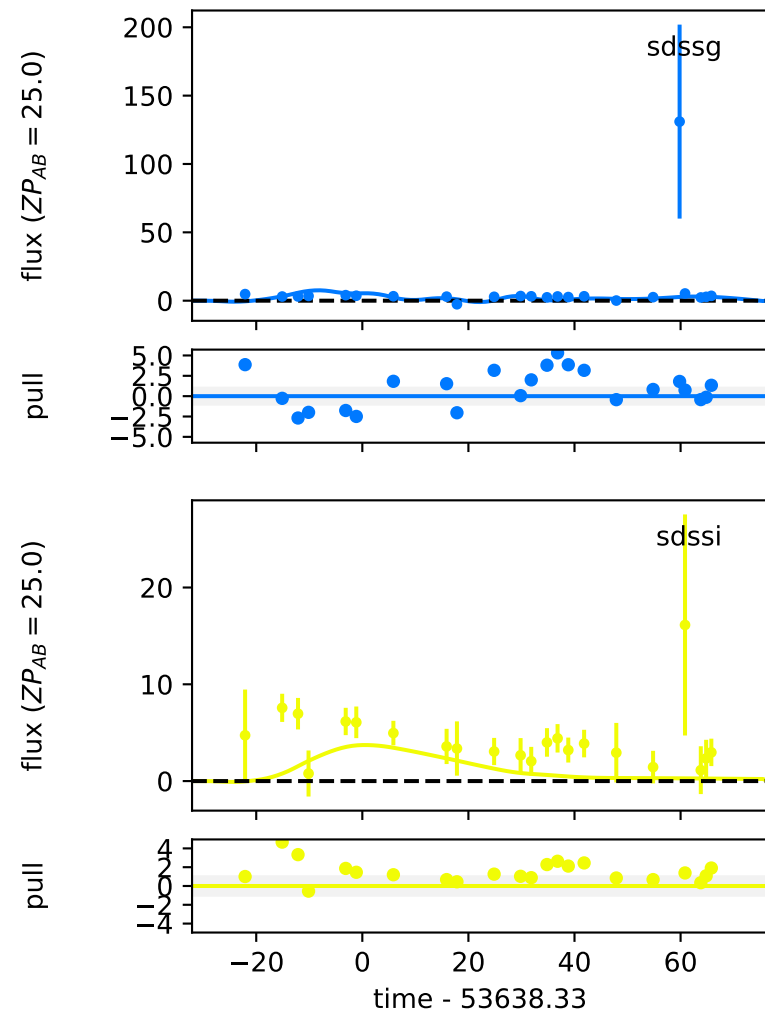 200
sdssg
150
100
50
0
flux (ZP_AB = 25.0)
5.0
2.5
0.0
−2.5
−5.0
pull
sdssi
20
10
0
flux (ZP_AB = 25.0)
4
2
0
−2
−4
pull
−20 0 20 40 60
time - 53638.33